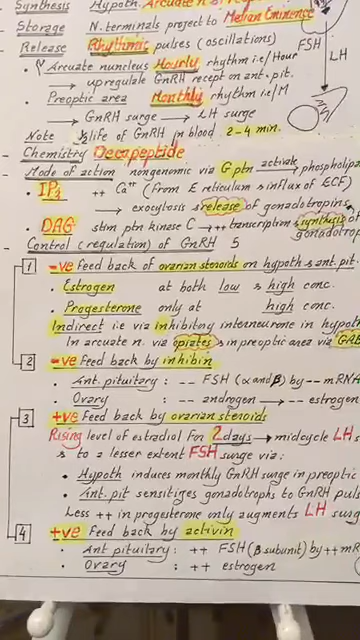 Synthesis Hypoth. Arcuate n.
Storage N. terminals project to Median Eminence
Release Rhythmic pulses (oscillations)
FSH
LH
• Arcuate nuncleus Hourly rhythm i.e/Hour
→ upregulate GnRH recept on ant. pit.
• Preoptic area Monthly rhythm i.e/M
→ GnRH surge → LH surge
Note ½ life of GnRH in blood 2-4 min.
- Chemistry Decapeptide
- Mode of action nongenomic via G ptn activate → phospholipa
• IP3 ++ Ca++ (from E reticulum & influx of ECF)
→ exocytosis & release of gonadotropins
• DAG stim ptn kinase C → ++ transcription & synthesis
gonadotrop
- Control (regulation) of GnRH 5
1 -ve feed back of ovarian steroids on hypoth & ant. pit.
• Estrogen at both low & high conc.
• Progesterone only at high conc.
Indirect i.e via inhibiting interneurone in hypoth
In arcuate n. via opiates & in preoptic area via GAB
2 -ve Feed back by inhibin
• Ant. pituitary : -- FSH (α and β) by -- mRNA
• Ovary : -- androgen → -- estrogen
3 +ve Feed back by ovarian steroids
Rising level of estradiol For 2 days → midcycle LH
& to a lesser extent FSH surge via:
• Hypoth induces monthly GnRH surge in preoptic
• Ant. pit sensitiges gonadotrophs to GnRH pul
Less ++ in progesterone only augments LH surg
4 +ve Feed back by activin
• Ant pituitary : ++ FSH (β subunit) by ++ mR
• Ovary : ++ estrogen